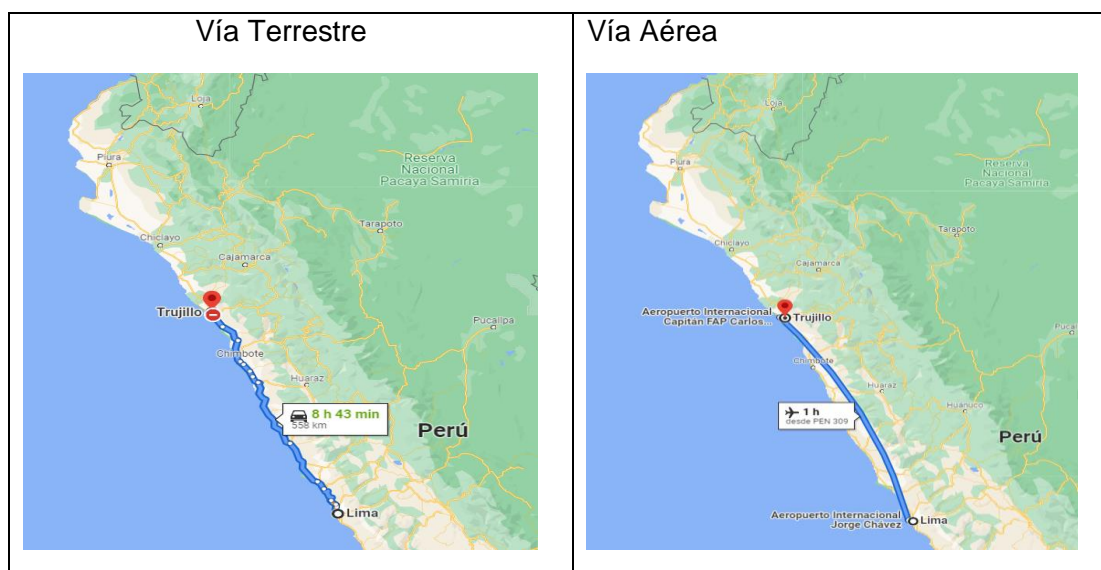 Vía Terrestre
Loja
Piura
Reserva
Nacional
Pacaya Samiria
Tarapoto
Chiclayo
Cajamarca
Trujillo
Pucallpa
Chimbote
Huaraz
8 h 43 min
558 km
Perú
Lima
Vía Aérea
Loja
Piura
Reserva
Nacional
Pacaya Samiria
Tarapoto
Chiclayo
Cajamarca
Aeropuerto Internacional
Capitán FAP Carlos...
Trujillo
Pucal
Chimbote
Huaraz
Huánuco
1 h
desde PEN 309
Perú
Aeropuerto Internacional
Jorge Chávez
Lima